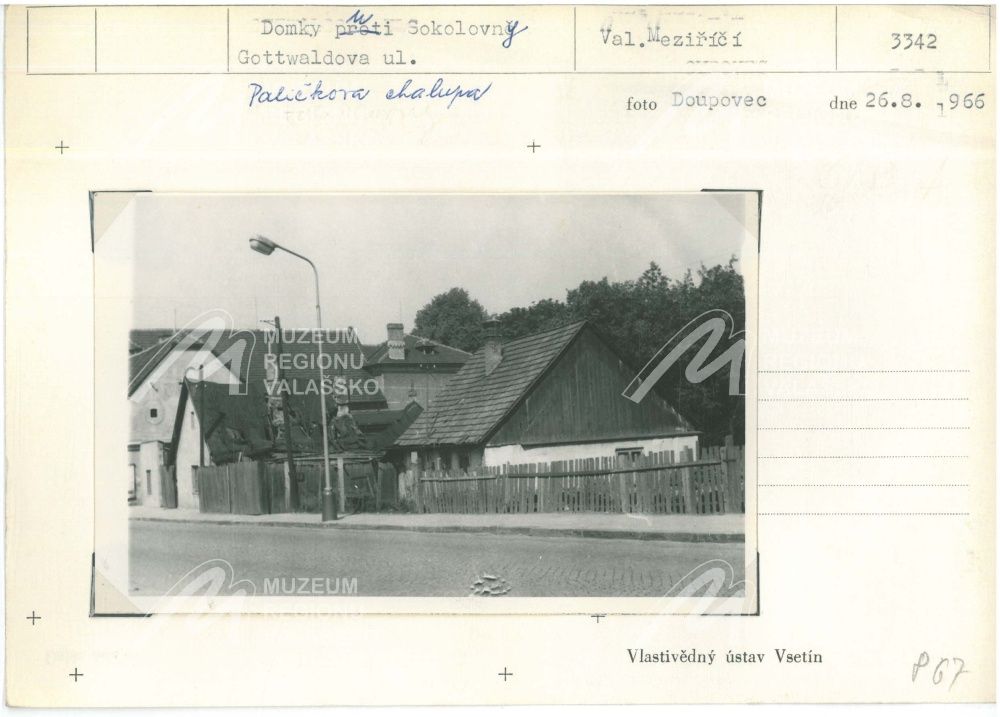 Domky u Sokolovny
Gottwaldova ul.
Val.Meziříčí
3342
Paličkova chalupa
foto Doupovec
dne 26.8. 1966
MUZEUM
REGIONU
VALAŠSKO
MUZEUM
Vlastivědný ústav Vsetín
P67